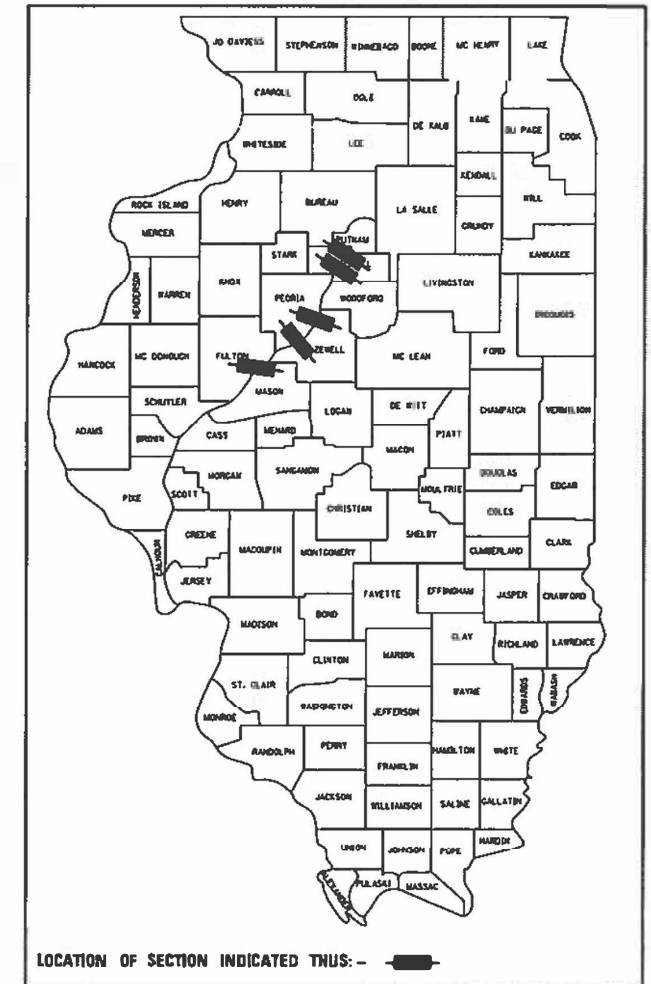 JO DAVIESS STEPHENSON WINNEBAGO BOONE MC HENRY LAKE
CARROLL OGLE
DE KALB KANE DU PAGE COOK
WHITESIDE LEE
KENDALL WILL
ROCK ISLAND HENRY BUREAU LA SALLE
MERCER GRUNDY
PUTNAM
STARK KANKAKEE
HENDERSON WARREN KNOX LIVINGSTON
PEORIA WOODFORD
IROQUOIS
HANCOCK MC DONOUGH FULTON ZEWELL MC LEAN FORD
MASON
SCHUYLER LOGAN DE WITT CHAMPAIGN VERMILION
ADAMS BROWN CASS MENARD PIATT
MACON
PIKE SCOTT MORGAN SANGAMON DOUGLAS EDGAR
MOULTRIE
CHRISTIAN COLES
GREENE SHELBY
CALHOUN MACOUPIN MONTGOMERY CUMBERLAND CLARK
JERSEY
FAYETTE EFFINGHAM JASPER CRAWFORD
MADISON BOND
CLAY RICHLAND LAWRENCE
CLINTON MARION
ST. CLAIR WAYNE EDWARDS WABASH
WASHINGTON JEFFERSON
MONROE
RANDOLPH PERRY HAMILTON WHITE
FRANKLIN
JACKSON WILLIAMSON SALINE GALLATIN
UNION JOHNSON POPE HARDIN
ALEXANDER PULASKI MASSAC
LOCATION OF SECTION INDICATED THUS: –